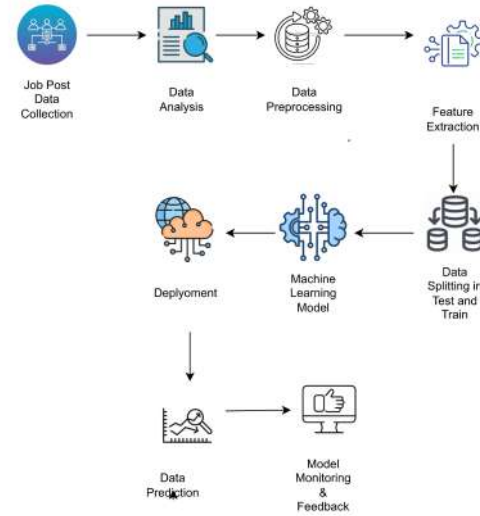 Job Post
Data
Collection
Data
Analysis
Data
Preprocessing
Feature
Extraction
Deplyoment
Machine
Learning
Model
Data
Splitting in
Test and
Train
Data
Prediction
Model
Monitoring
&
Feedback